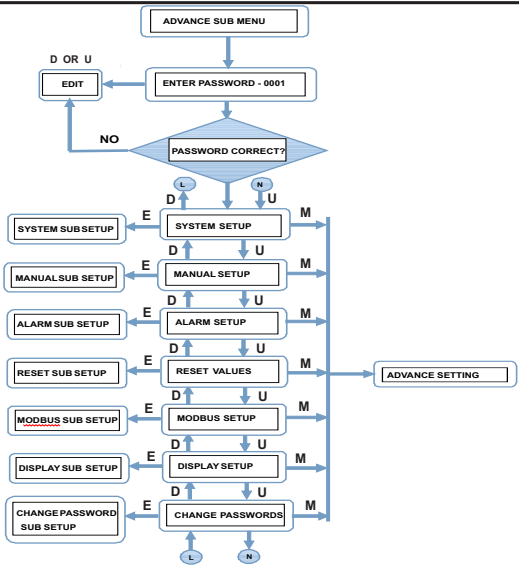 ADVANCE SUB MENU
D OR U
EDIT
ENTER PASSWORD - 0001
NO
PASSWORD CORRECT?
L
N
D
U
E
M
SYSTEM SUB SETUP
SYSTEM SETUP
D
U
E
M
MANUAL SUB SETUP
MANUAL SETUP
D
U
E
M
ALARM SUB SETUP
ALARM SETUP
D
U
E
M
RESET SUB SETUP
RESET VALUES
ADVANCE SETTING
D
U
E
M
MODBUS SUB SETUP
MODBUS SETUP
D
U
E
M
DISPLAY SUB SETUP
DISPLAY SETUP
D
U
E
M
CHANGE PASSWORD
SUB SETUP
CHANGE PASSWORDS
L
N